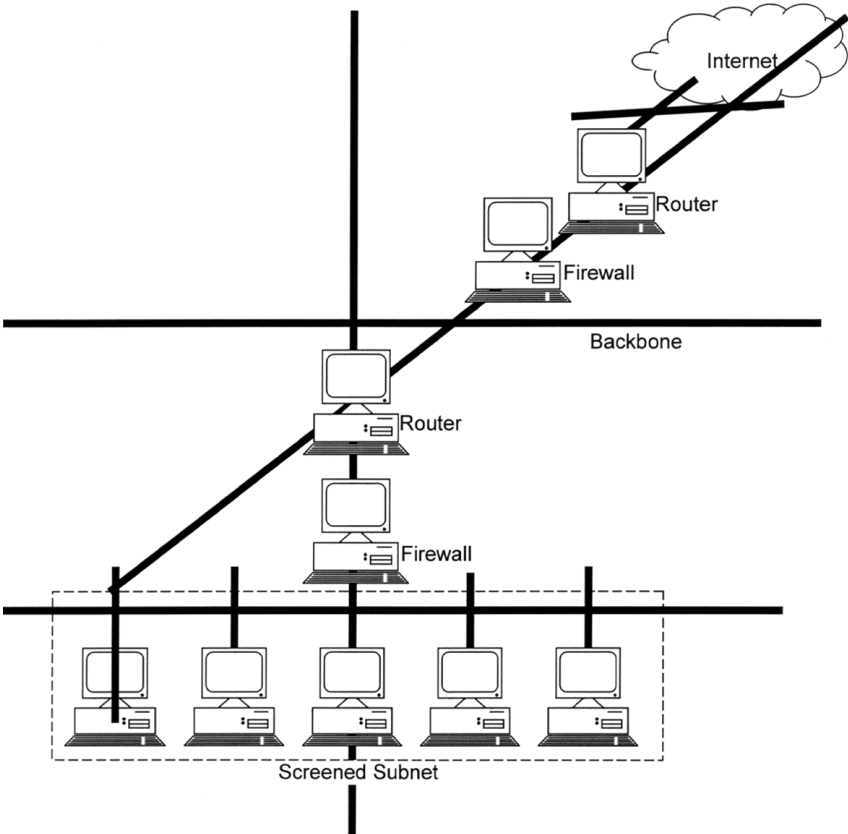 Internet
Router
Firewall
Backbone
Router
Firewall
Screened Subnet